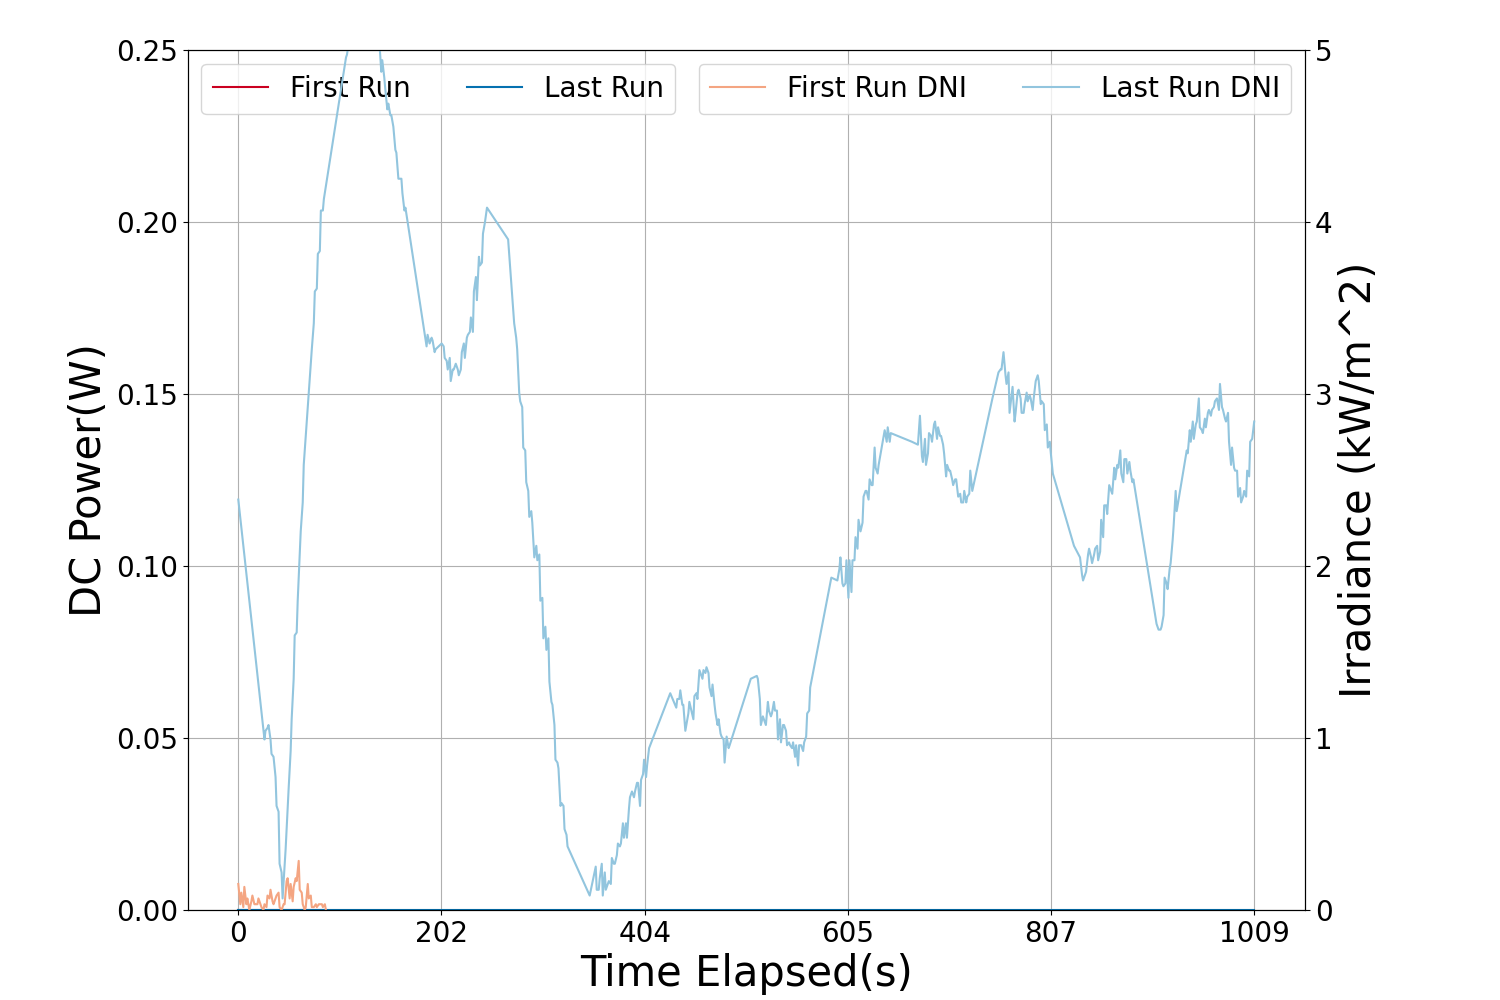 First Run
Last Run
First Run DNI
Last Run DNI
DC Power(W)
0.25
0.20
0.15
0.10
0.05
0.00
5
4
3
2
1
0
Irradiance (kW/m^2)
0 202 404 605 807 1009
Time Elapsed(s)